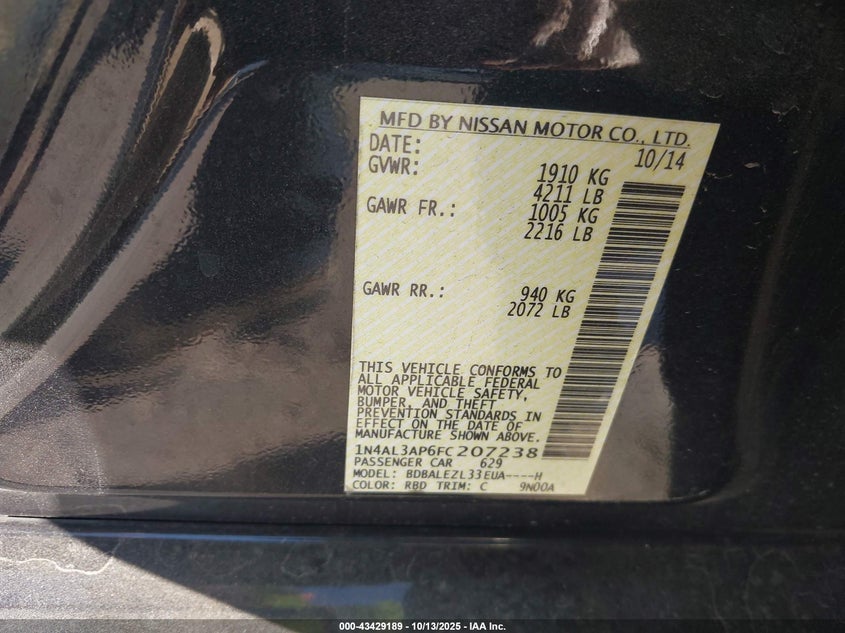 MFD BY NISSAN MOTOR CO., LTD.
DATE: 10/14
GVWR: 1910 KG
4211 LB
GAWR FR.: 1005 KG
2216 LB
GAWR RR.: 940 KG
2072 LB
THIS VEHICLE CONFORMS TO
ALL APPLICABLE FEDERAL
MOTOR VEHICLE SAFETY,
BUMPER, AND THEFT
PREVENTION STANDARDS IN
EFFECT ON THE DATE OF
MANUFACTURE SHOWN ABOVE.
1N4AL3AP6FC207238
PASSENGER CAR 629
MODEL: BDBALEZL33EUA----H
COLOR: RBD TRIM: C 9N00A
000-43429189 - 10/13/2025 - IAA Inc.